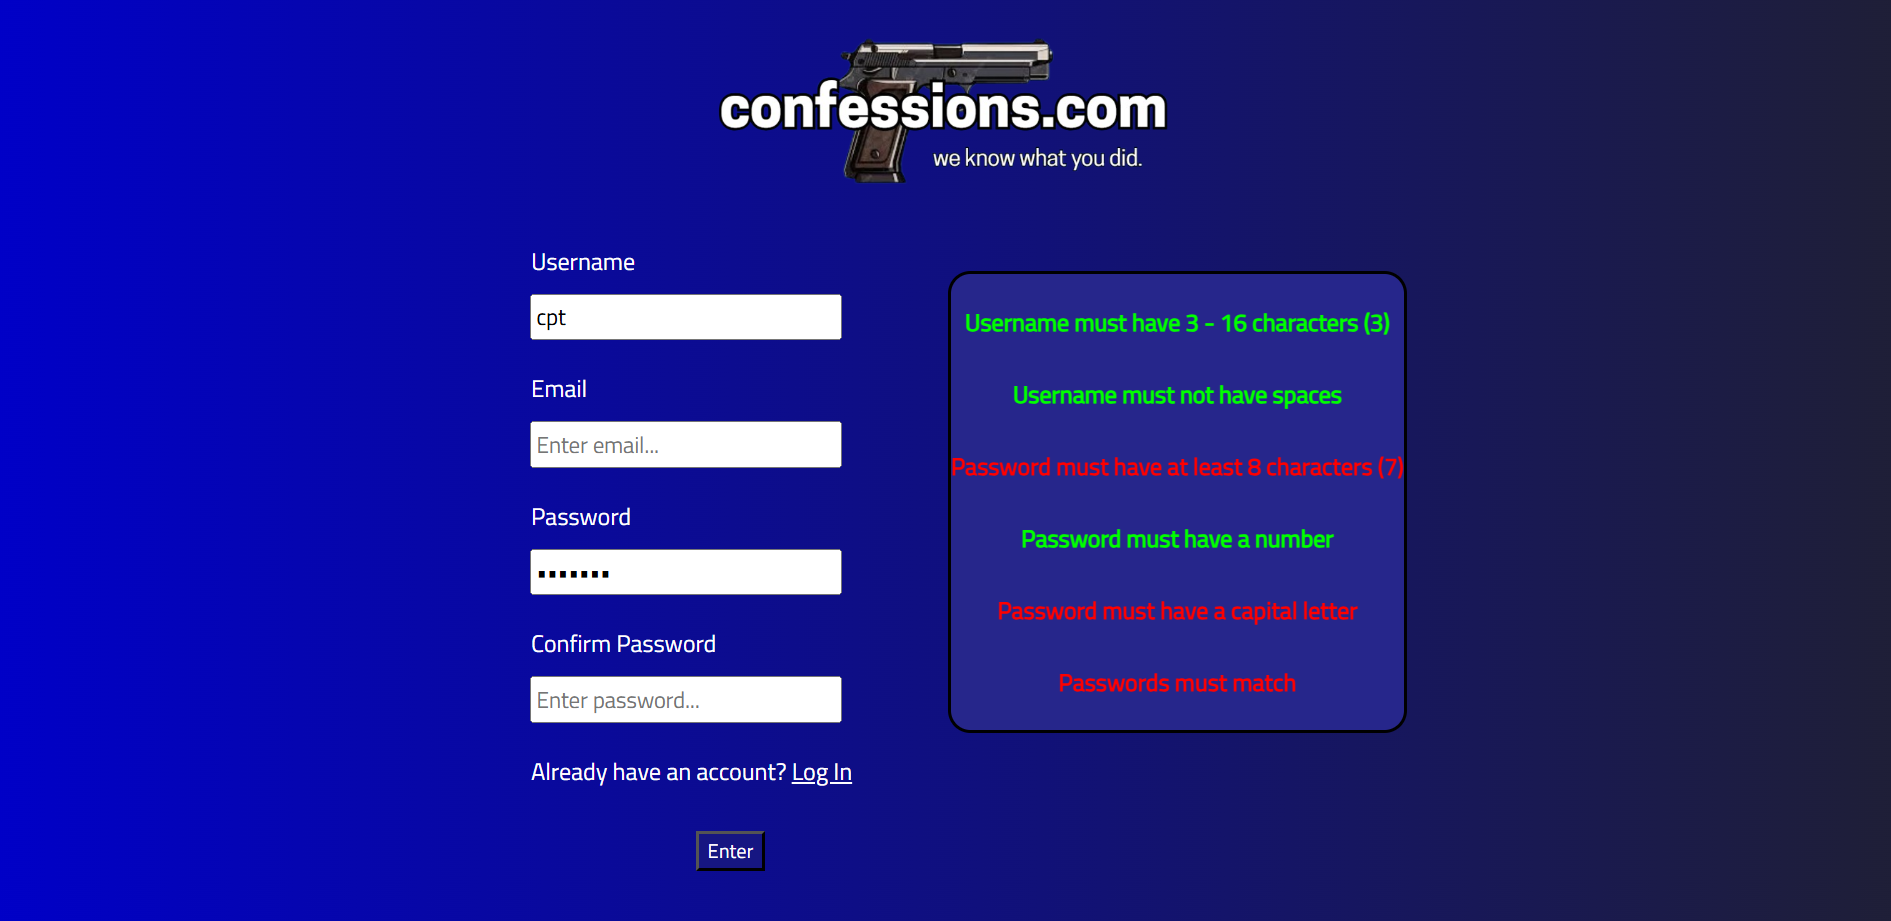 confessions.com
we know what you did.
Username
cpt
Email
Enter email...
Password
•••••••
Confirm Password
Enter password...
Already have an account? Log In
Enter
Username must have 3 - 16 characters (3)
Username must not have spaces
Password must have at least 8 characters (7)
Password must have a number
Password must have a capital letter
Passwords must match